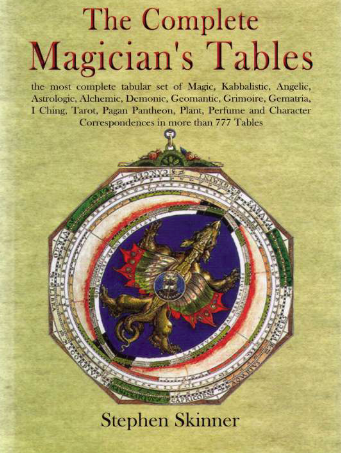 The Complete
Magician's Tables
the most complete tabular set of Magic, Kabbalistic, Angelic,
Astrologic, Alchemic, Demonic, Geomantic, Grimoire, Gematria,
I Ching, Tarot, Pagan Pantheon, Plant, Perfume and Character
Correspondences in more than 777 Tables
CAPRICORNUS
Stephen Skinner